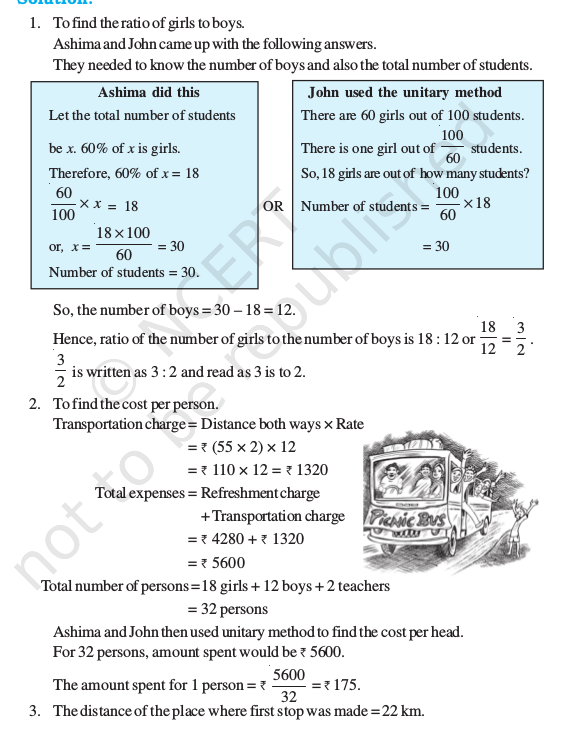 Solution:
1. To find the ratio of girls to boys.
Ashima and John came up with the following answers.
They needed to know the number of boys and also the total number of students.
Ashima did this
Let the total number of students
be x. 60% of x is girls.
Therefore, 60% of x = 18
60/100 × x = 18
or, x = 18×100/60 = 30
Number of students = 30.
OR
John used the unitary method
There are 60 girls out of 100 students.
There is one girl out of 100/60 students.
So, 18 girls are out of how many students?
Number of students = 100/60 × 18
= 30
So, the number of boys = 30 – 18 = 12.
Hence, ratio of the number of girls to the number of boys is 18 : 12 or 18/12 = 3/2.
3/2 is written as 3 : 2 and read as 3 is to 2.
2. To find the cost per person.
Transportation charge = Distance both ways × Rate
= ₹ (55 × 2) × 12
= ₹ 110 × 12 = ₹ 1320
Total expenses = Refreshment charge
+ Transportation charge
= ₹ 4280 + ₹ 1320
= ₹ 5600
PICNIC BUS
Total number of persons = 18 girls + 12 boys + 2 teachers
= 32 persons
Ashima and John then used unitary method to find the cost per head.
For 32 persons, amount spent would be ₹ 5600.
The amount spent for 1 person = ₹ 5600/32 = ₹ 175.
3. The distance of the place where first stop was made = 22 km.
© NCERT
not to be republished